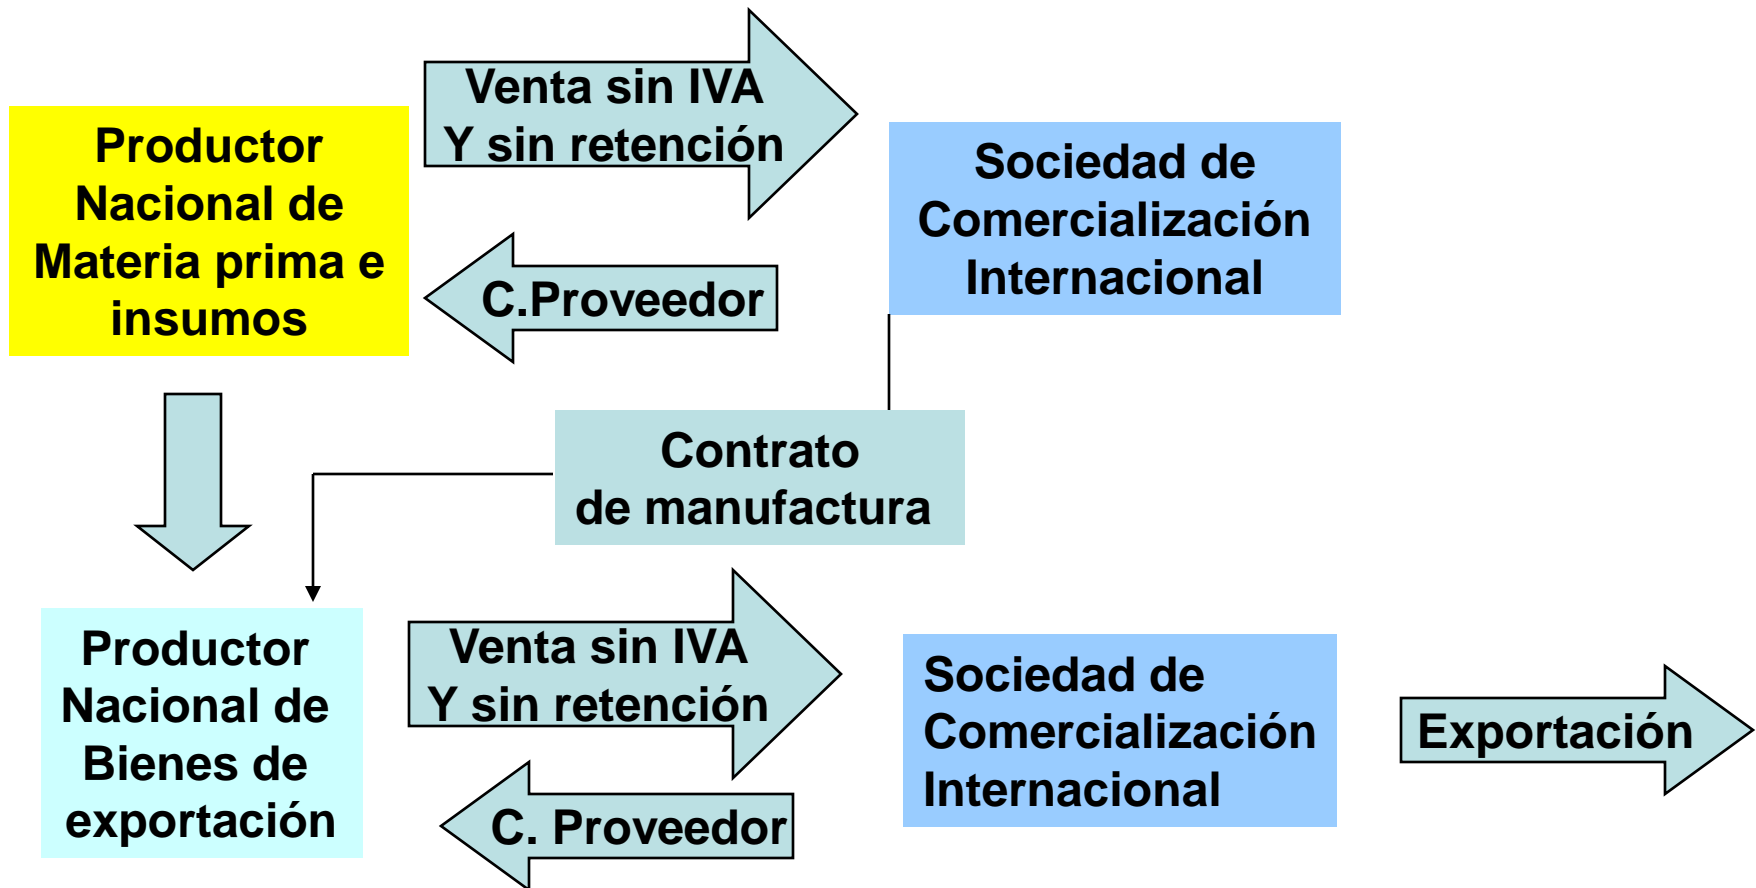 Productor
Nacional de
Materia prima e
insumos
Venta sin IVA
Y sin retención
C.Proveedor
Sociedad de
Comercialización
Internacional
Contrato
de manufactura
Productor
Nacional de
Bienes de
exportación
Venta sin IVA
Y sin retención
C. Proveedor
Sociedad de
Comercialización
Internacional
Exportación